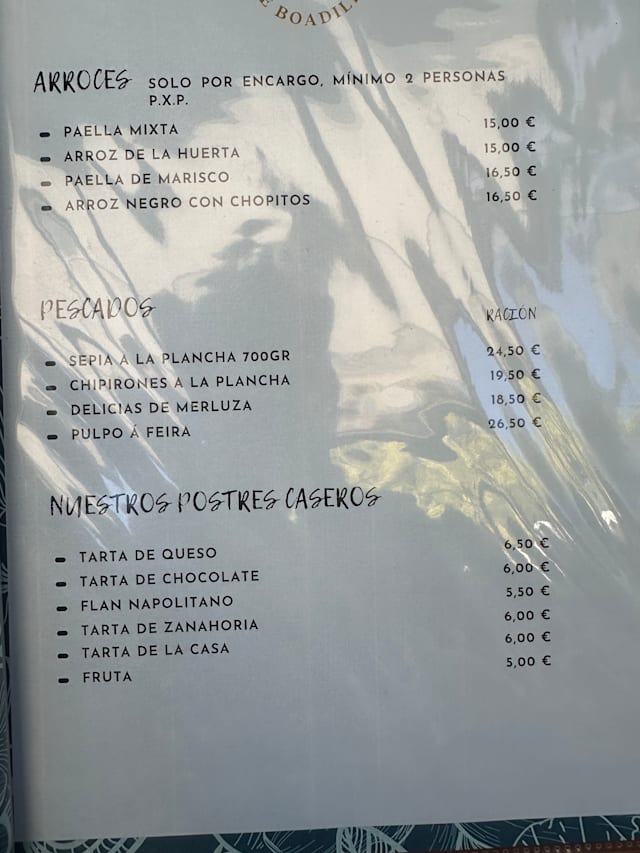 BOADIL
ARROCES SOLO POR ENCARGO, MÍNIMO 2 PERSONAS
P.X.P.
PAELLA MIXTA 15,00 €
ARROZ DE LA HUERTA 15,00 €
PAELLA DE MARISCO 16,50 €
ARROZ NEGRO CON CHOPITOS 16,50 €
PESCADOS RACIÓN
SEPIA A LA PLANCHA 700GR 24,50 €
CHIPIRONES A LA PLANCHA 19,50 €
DELICIAS DE MERLUZA 18,50 €
PULPO Á FEIRA 26,50 €
NUESTROS POSTRES CASEROS
TARTA DE QUESO 6,50 €
TARTA DE CHOCOLATE 6,00 €
FLAN NAPOLITANO 5,50 €
TARTA DE ZANAHORIA 6,00 €
TARTA DE LA CASA 6,00 €
FRUTA 5,00 €